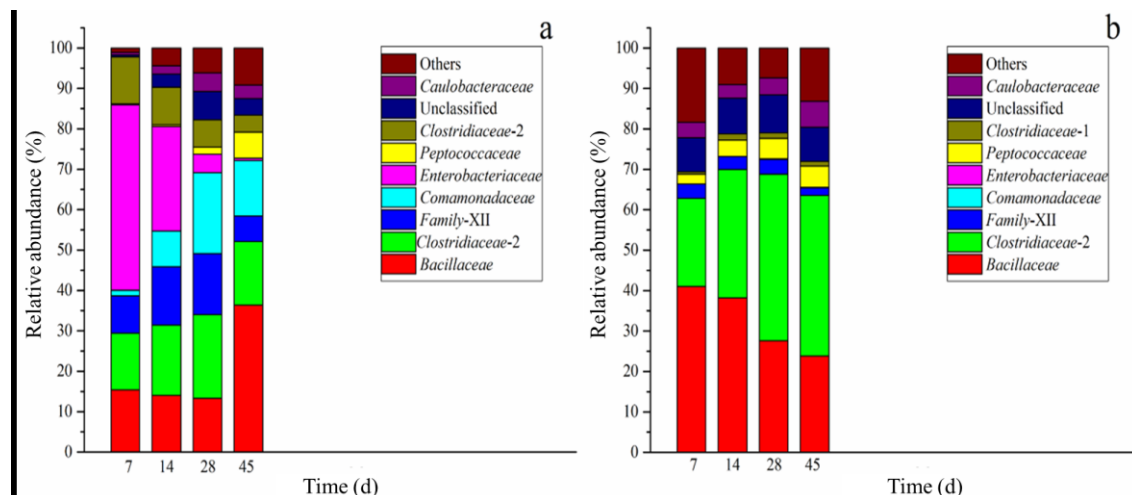 a
100
90
80
70
60
50
40
30
20
10
0
Relative abundance (%)
Others
Caulobacteraceae
Unclassified
Clostridiaceae-2
Peptococcaceae
Enterobacteriaceae
Comamonadaceae
Family-XII
Clostridiaceae-2
Bacillaceae
7 14 28 45
Time (d)
b
100
90
80
70
60
50
40
30
20
10
0
Relative abundance (%)
Others
Caulobacteraceae
Unclassified
Clostridiaceae-1
Peptococcaceae
Enterobacteriaceae
Comamonadaceae
Family-XII
Clostridiaceae-2
Bacillaceae
7 14 28 45
Time (d)